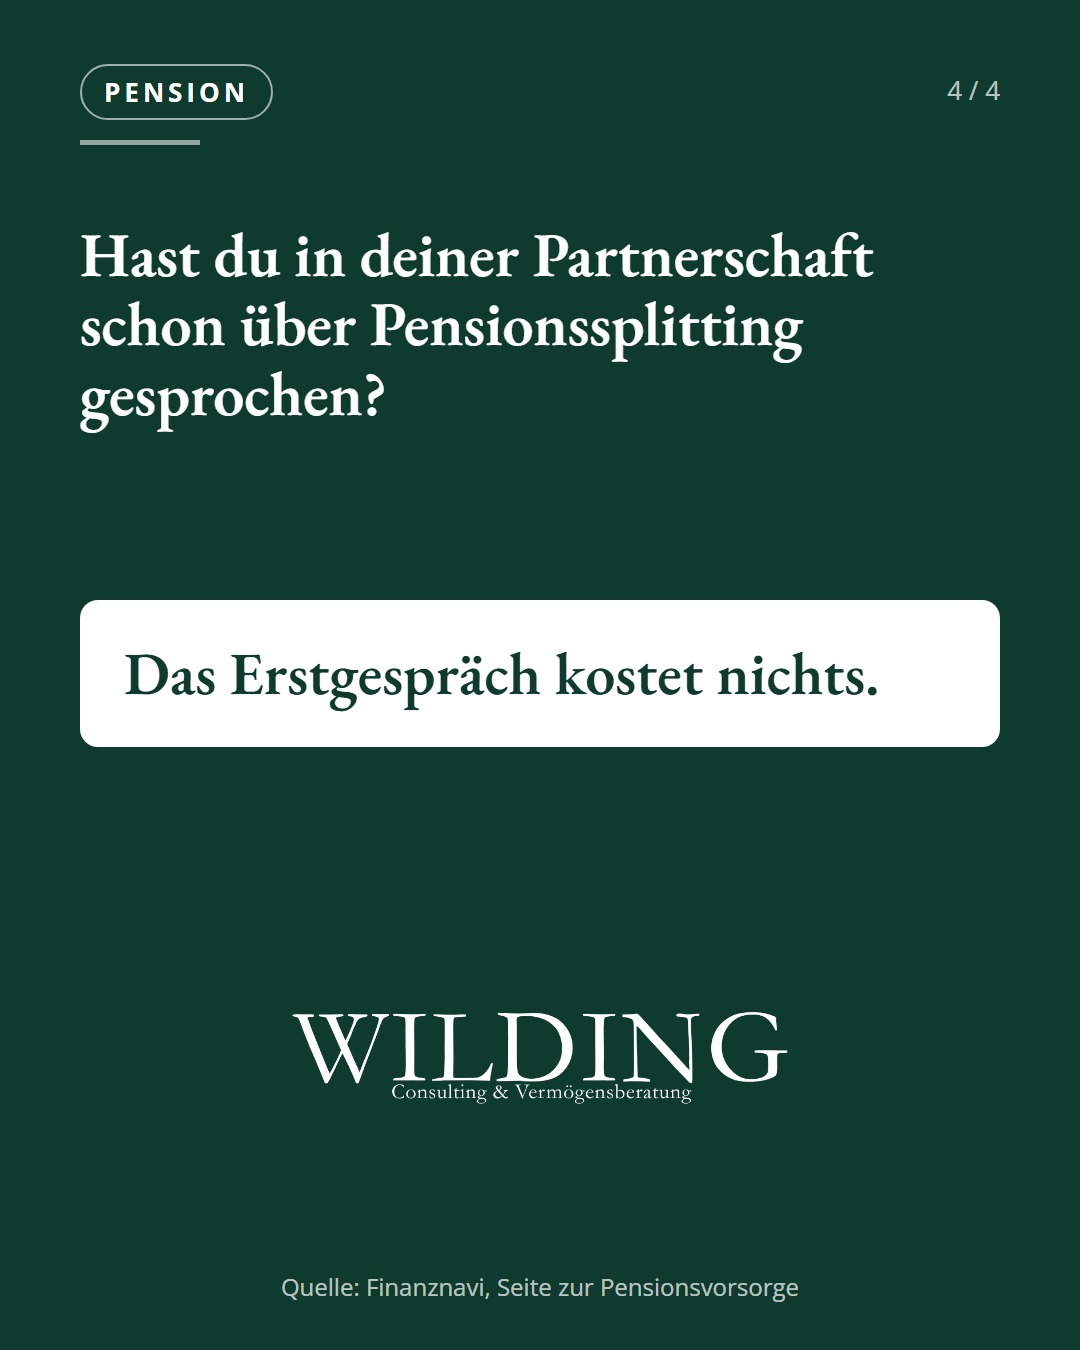 PENSION
4 / 4
Hast du in deiner Partnerschaft
schon über Pensionssplitting
gesprochen?
Das Erstgespräch kostet nichts.
WILDING
Consulting & Vermögensberatung
Quelle: Finanznavi, Seite zur Pensionsvorsorge